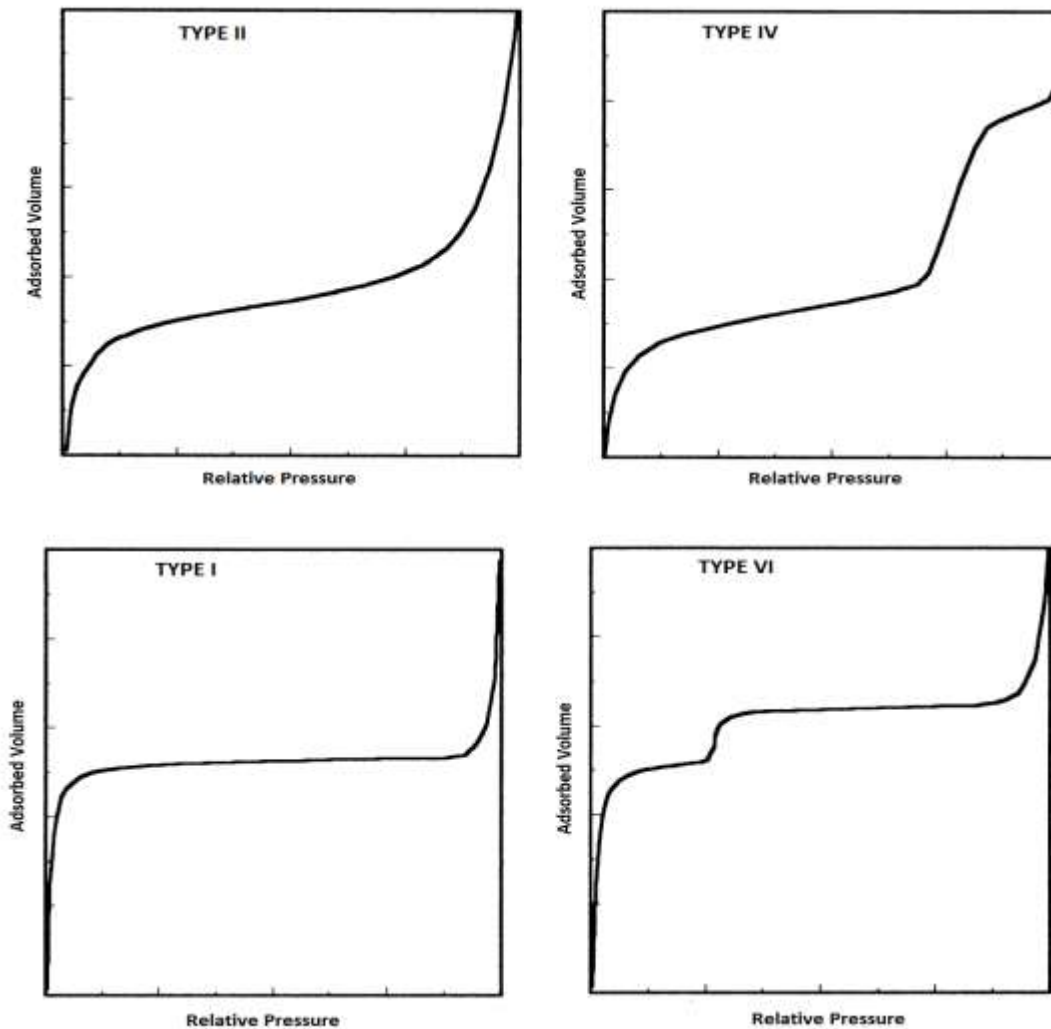 TYPE II
Adsorbed Volume
Relative Pressure
TYPE IV
Adsorbed Volume
Relative Pressure
TYPE I
Adsorbed Volume
Relative Pressure
TYPE VI
Adsorbed Volume
Relative Pressure